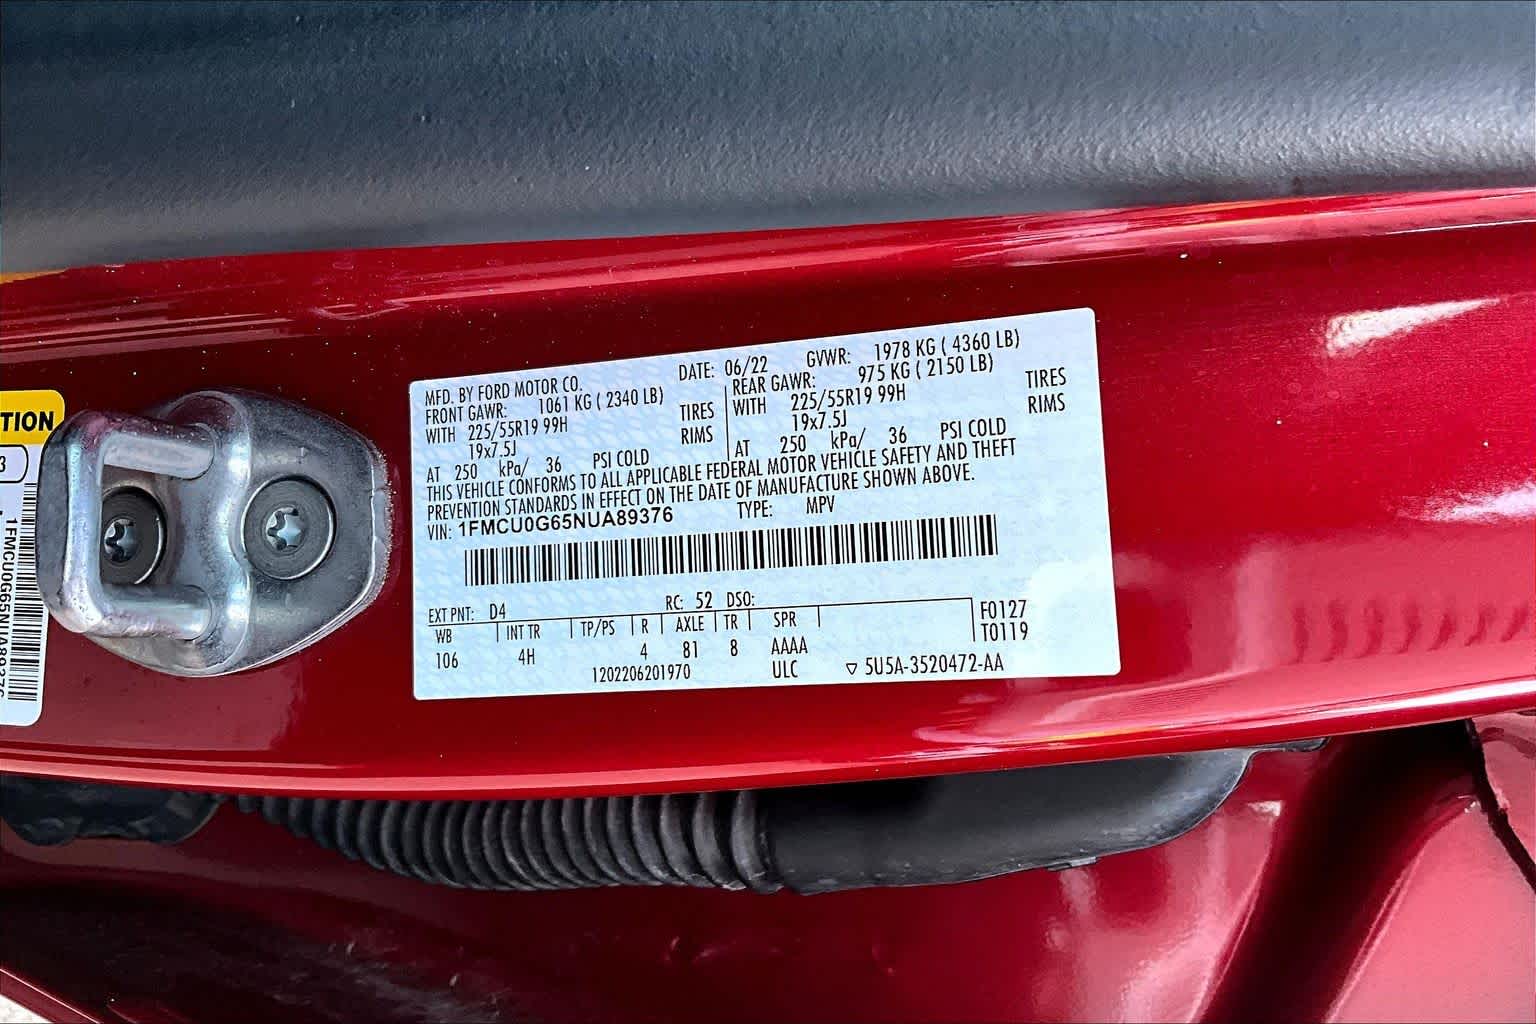 MFD. BY FORD MOTOR CO. DATE: 06/22 GVWR: 1978 KG ( 4360 LB)
FRONT GAWR: 1061 KG ( 2340 LB) REAR GAWR: 975 KG ( 2150 LB)
WITH 225/55R19 99H TIRES WITH 225/55R19 99H TIRES
19x7.5J RIMS 19x7.5J RIMS
AT 250 kPa/ 36 PSI COLD AT 250 kPa/ 36 PSI COLD
THIS VEHICLE CONFORMS TO ALL APPLICABLE FEDERAL MOTOR VEHICLE SAFETY AND THEFT
PREVENTION STANDARDS IN EFFECT ON THE DATE OF MANUFACTURE SHOWN ABOVE.
VIN: 1FMCU0G65NUA89376 TYPE: MPV
EXT PNT: D4 RC: 52 DSO:
WB INT TR TP/PS R AXLE TR SPR F0127
106 4H 4 81 8 AAAA T0119
1202206201970 ULC ▽ 5U5A-3520472-AA
TION
3
1FMCU0G65NUA89376